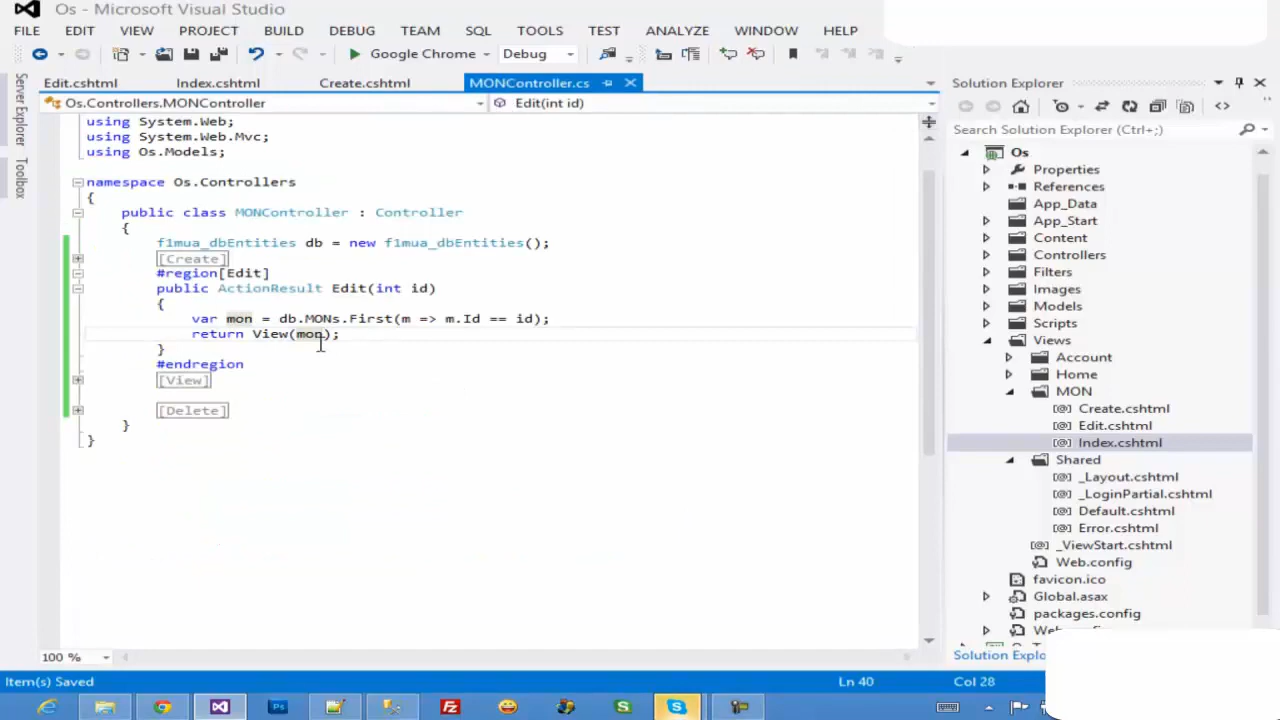 Os - Microsoft Visual Studio
FILE EDIT VIEW PROJECT BUILD DEBUG TEAM SQL TOOLS TEST ANALYZE WINDOW HELP
Google Chrome Debug
Edit.cshtml Index.cshtml Create.cshtml MONController.cs
Os.Controllers.MONController Edit(int id)
Server Explorer
Toolbox
using System.Web;
using System.Web.Mvc;
using Os.Models;
namespace Os.Controllers
{
public class MONController : Controller
{
f1mua_dbEntities db = new f1mua_dbEntities();
[Create]
#region[Edit]
public ActionResult Edit(int id)
{
var mon = db.MONs.First(m => m.Id == id);
return View(mon);
}
#endregion
[View]
[Delete]
}
}
100 %
Solution Explorer
Search Solution Explorer (Ctrl+;)
Os
Properties
References
App_Data
App_Start
Content
Controllers
Filters
Images
Models
Scripts
Views
Account
Home
MON
Create.cshtml
Edit.cshtml
Index.cshtml
Shared
_Layout.cshtml
_LoginPartial.cshtml
Default.cshtml
Error.cshtml
_ViewStart.cshtml
Web.config
favicon.ico
Global.asax
packages.config
Solution
Item(s) Saved Ln 40 Col 28